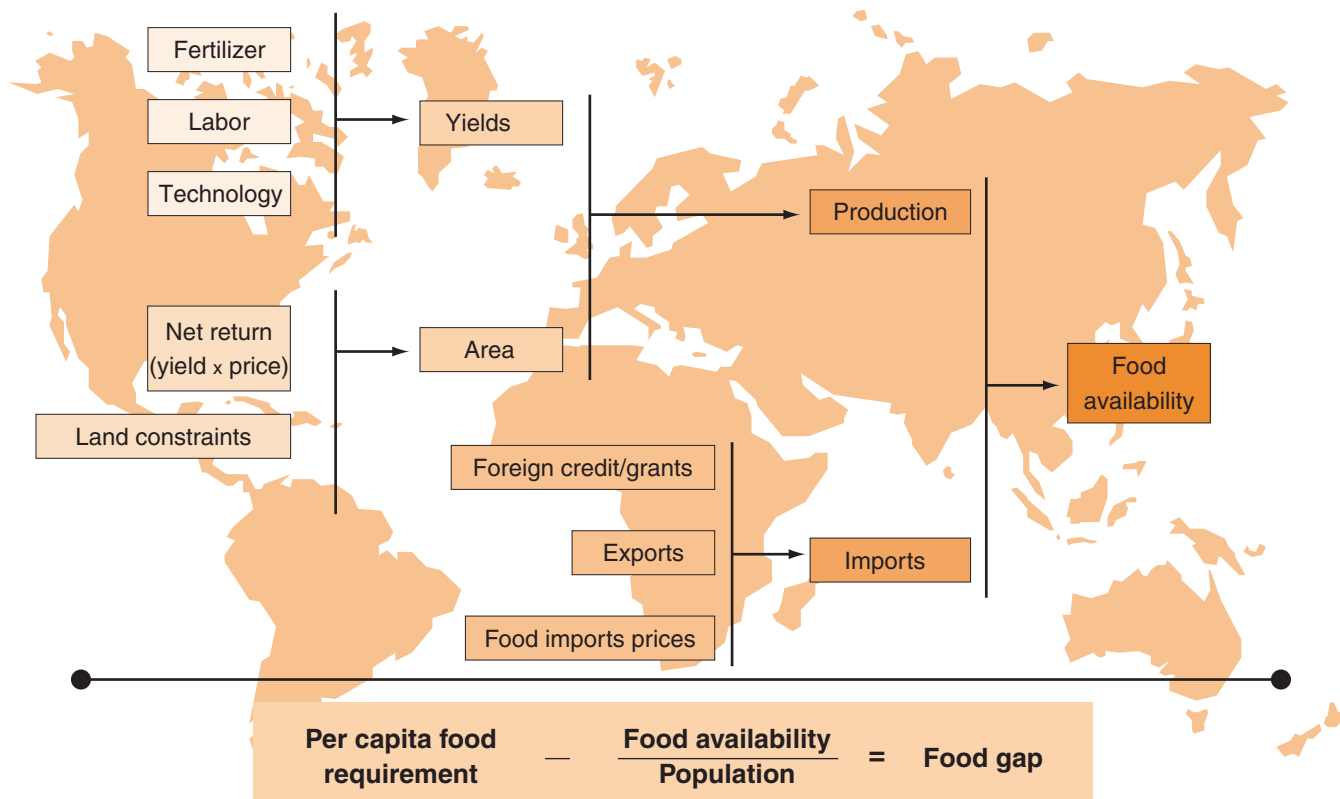 Fertilizer
Labor
Technology
Yields
Net return
(yield x price)
Land constraints
Area
Production
Foreign credit/grants
Exports
Food imports prices
Imports
Food
availability
Per capita food
requirement
—
Food availability
Population
=
Food gap